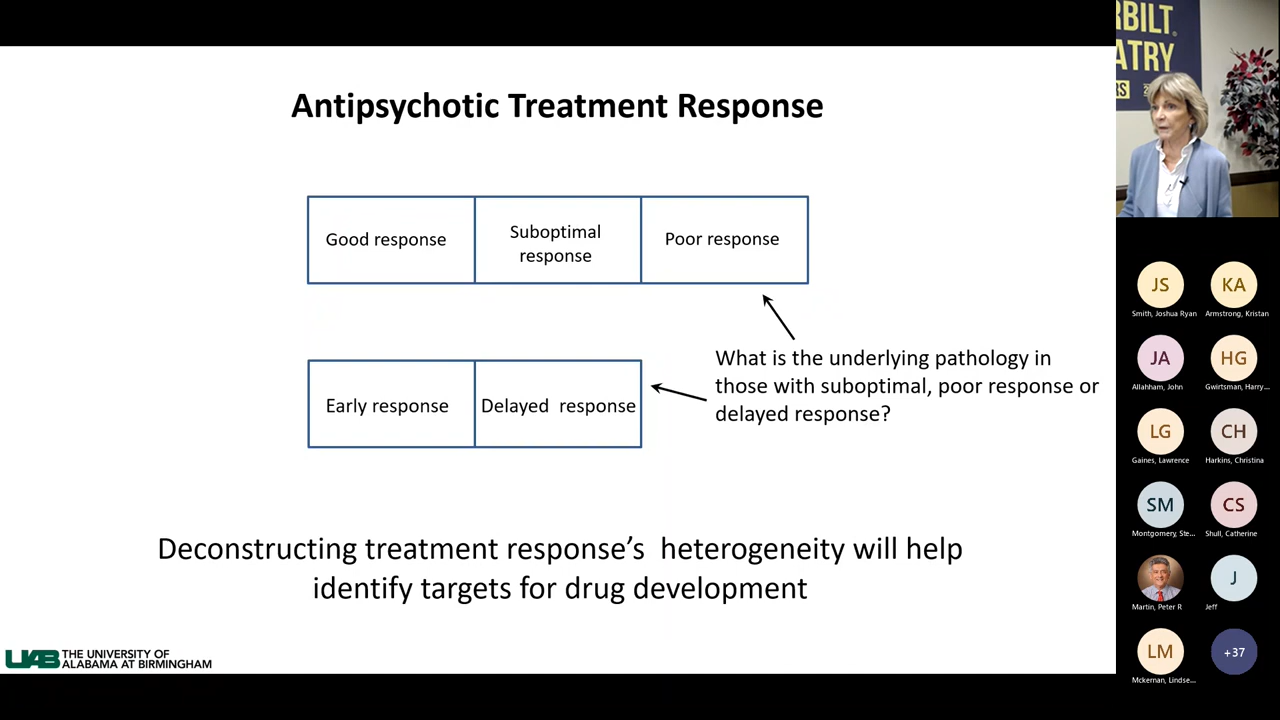 Antipsychotic Treatment Response
Good response
Suboptimal
response
Poor response
Early response
Delayed  response
What is the underlying pathology in
those with suboptimal, poor response or
delayed response?
Deconstructing treatment response’s  heterogeneity will help
identify targets for drug development
UAB THE UNIVERSITY OF
ALABAMA AT BIRMINGHAM
RBILT
ATRY
RS
JS
KA
Smith, Joshua Ryan
Armstrong, Kristan
JA
HG
Allahham, John
Gwirtsman, Harry...
LG
CH
Gaines, Lawrence
Harkins, Christina
SM
CS
Montgomery, Ste...
Shull, Catherine
J
Martin, Peter R
Jeff
LM
+37
Mckernan, Lindse...